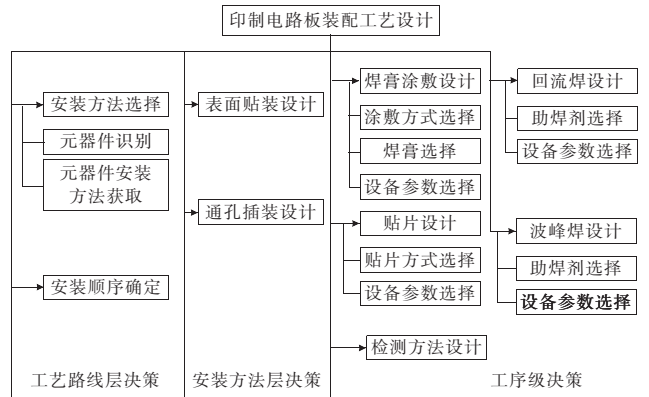 印制电路板装配工艺设计
安装方法选择
元器件识别
元器件安装
方法获取
安装顺序确定
工艺路线层决策
表面贴装设计
通孔插装设计
安装方法层决策
焊膏涂敷设计
涂敷方式选择
焊膏选择
设备参数选择
贴片设计
贴片方式选择
设备参数选择
检测方法设计
回流焊设计
助焊剂选择
设备参数选择
波峰焊设计
助焊剂选择
设备参数选择
工序级决策